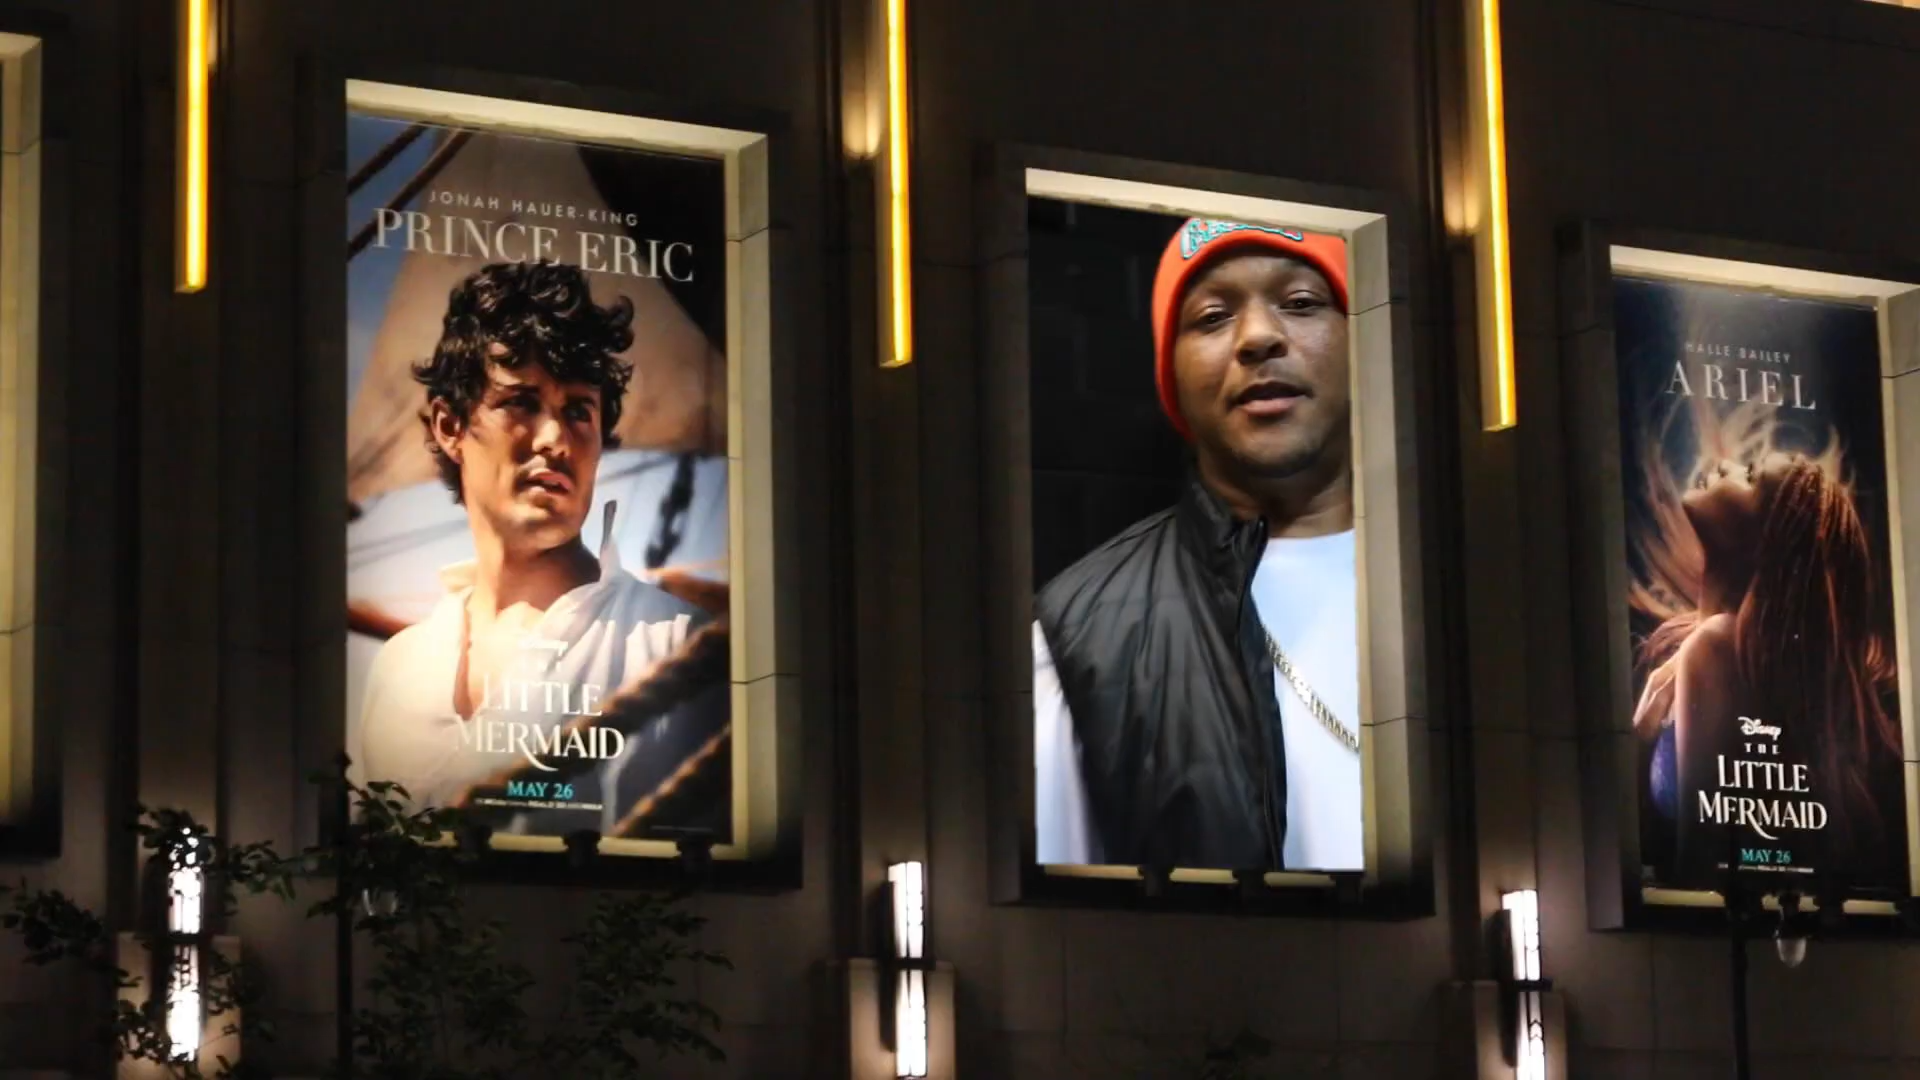 JONAH HAUER-KING
PRINCE ERIC
LITTLE
MERMAID
MAY 26
HALLE BAILEY
ARIEL
Disney
THE
LITTLE
MERMAID
MAY 26